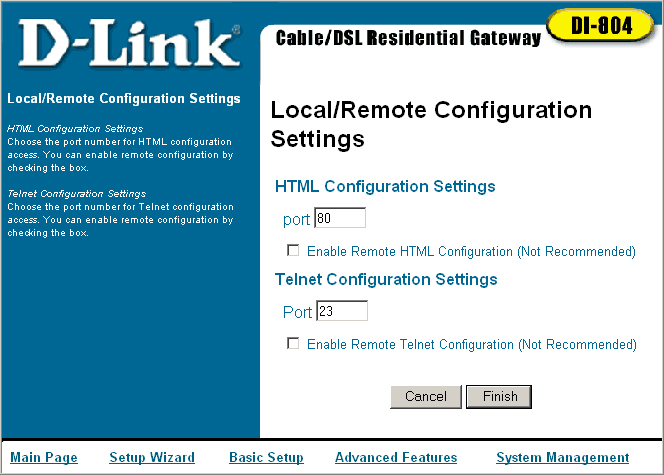 D-Link®
Cable/DSL Residential Gateway
DI-804
Local/Remote Configuration Settings
HTML Configuration Settings
Choose the port number for HTML configuration
access. You can enable remote configuration by
checking the box.
Telnet Configuration Settings
Choose the port number for Telnet configuration
access. You can enable remote configuration by
checking the box.
Local/Remote Configuration
Settings
HTML Configuration Settings
port 80
Enable Remote HTML Configuration (Not Recommended)
Telnet Configuration Settings
Port 23
Enable Remote Telnet Configuration (Not Recommended)
Cancel Finish
Main Page Setup Wizard Basic Setup Advanced Features System Management